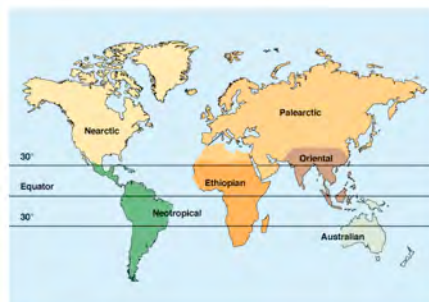 Nearctic
Palearctic
30°
Oriental
Ethiopian
Equator
Neotropical
30°
Australian